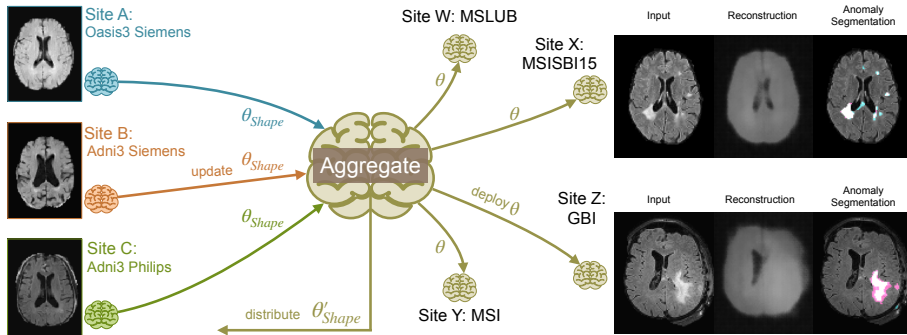 Site A:
Oasis3 Siemens
θShape
Site B:
Adni3 Siemens
update
θShape
Site C:
Adni3 Philips
θShape
Aggregate
distribute
θ′Shape
Site W: MSLUB
θ
Site X:
MSISBI15
θ
deploy θ
Site Z:
GBI
θ
Site Y: MSI
Input
Reconstruction
Anomaly
Segmentation
Input
Reconstruction
Anomaly
Segmentation